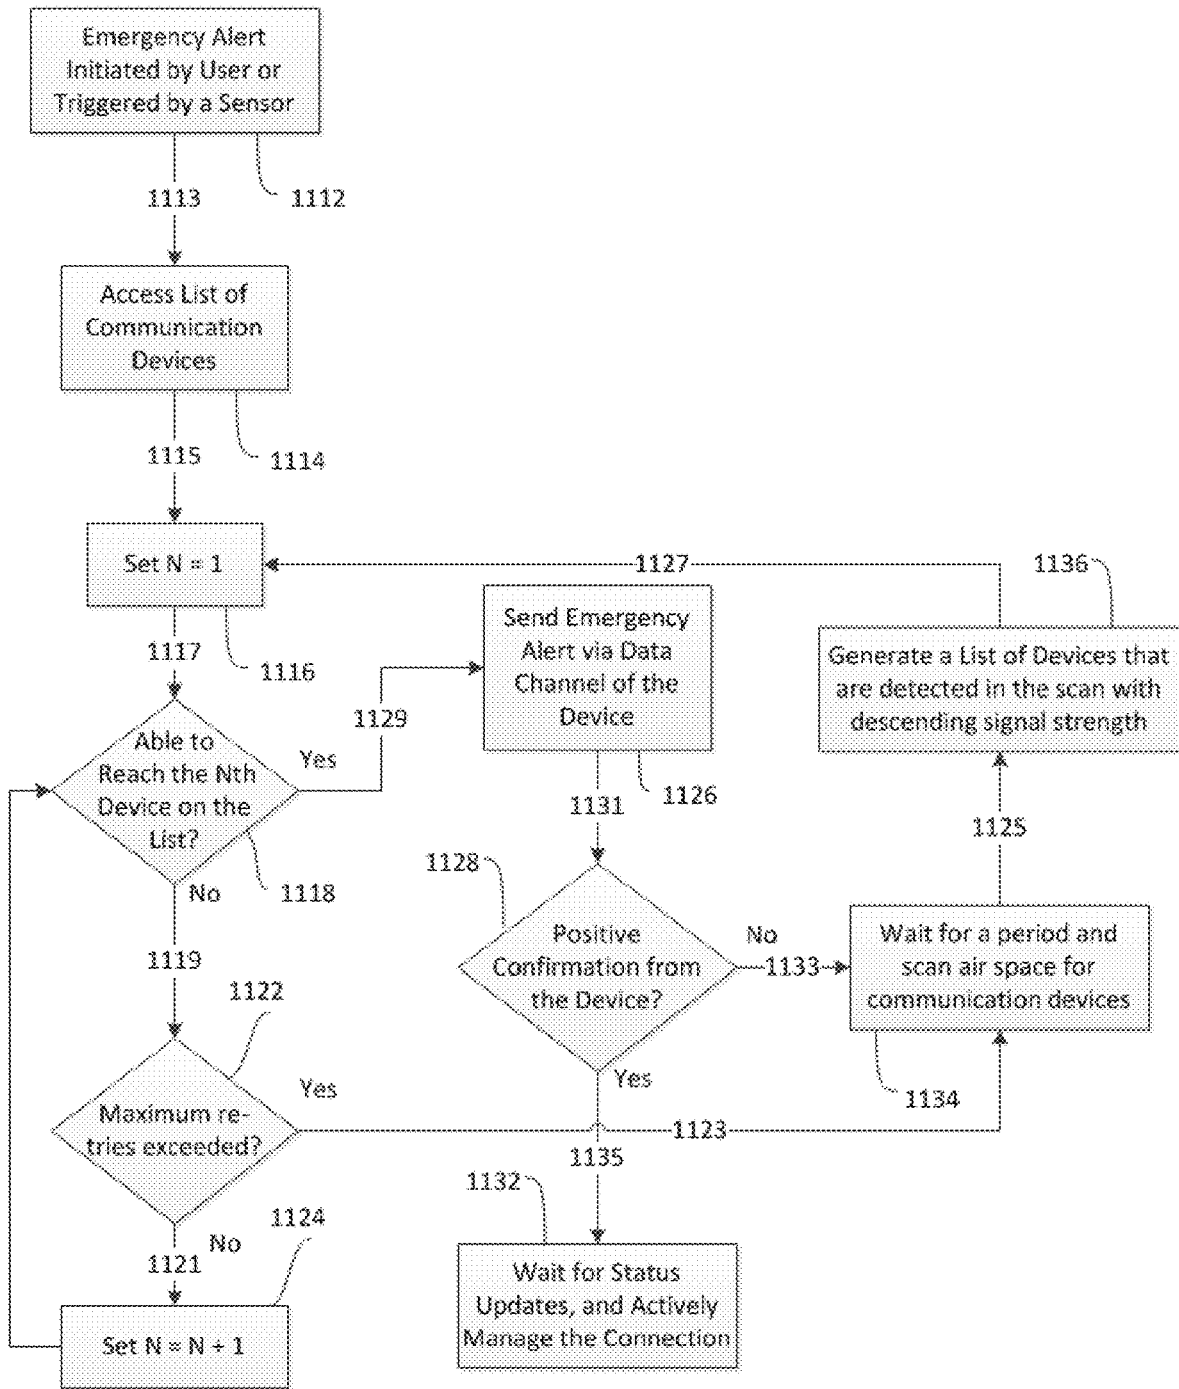 Emergency Alert
Initiated by User or
Triggered by a Sensor
1113
1112
Access List of
Communication
Devices
1115
1114
Set N = 1
1127
1136
1117
1116
Send Emergency
Alert via Data
Channel of the
Device
Generate a List of Devices that
are detected in the scan with
descending signal strength
1129
Able to
Reach the Nth
Device on the
List?
Yes
1131
1126
1125
1128
No
1118
Positive
Confirmation from
the Device?
No
1133
Wait for a period and
scan air space for
communication devices
1119
1122
Yes
Yes
1134
Maximum re-
tries exceeded?
1123
1135
1132
1124
No
1121
Wait for Status
Updates, and Actively
Manage the Connection
Set N = N + 1